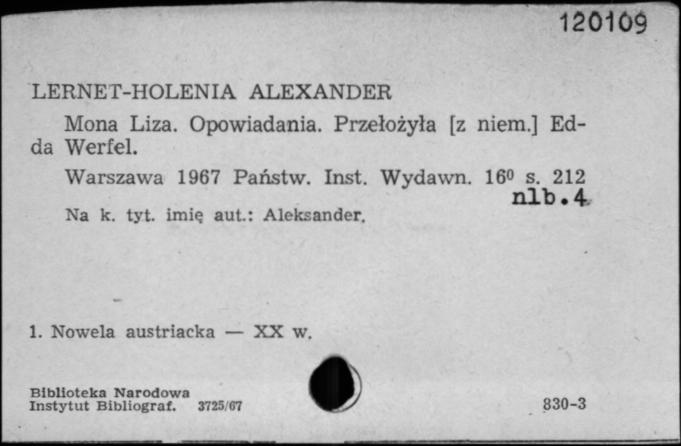 120109
LERNET-HOLENIA ALEXANDER
Mona Liza. Opowiadania. Przełożyła [z niem.] Ed-
da Werfel.
Warszawa 1967 Państw. Inst. Wydawn. 16⁰ s. 212
nlb.4
Na k. tyt. imię aut.: Aleksander.
1. Nowela austriacka — XX w.
Biblioteka Narodowa
Instytut Bibliograf. 3725/67 830-3